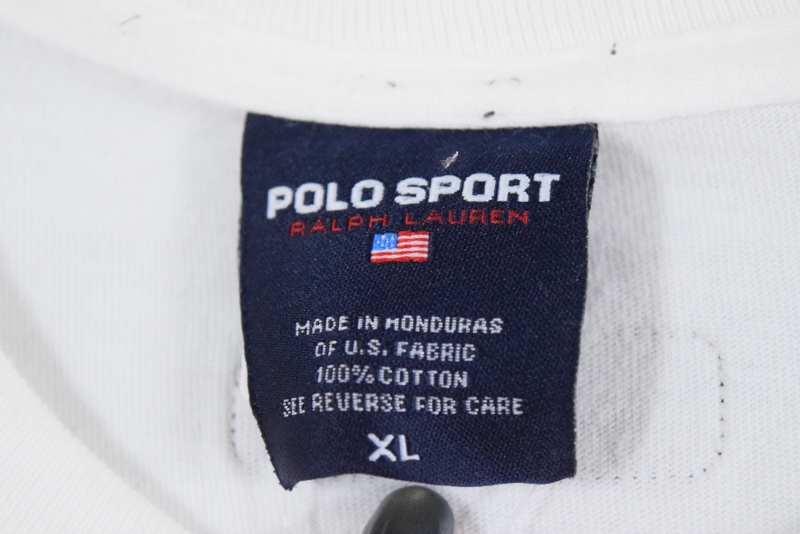 POLO SPORT
RALPH LAUREN
MADE IN HONDURAS
OF U.S. FABRIC
100% COTTON
SEE REVERSE FOR CARE
XL